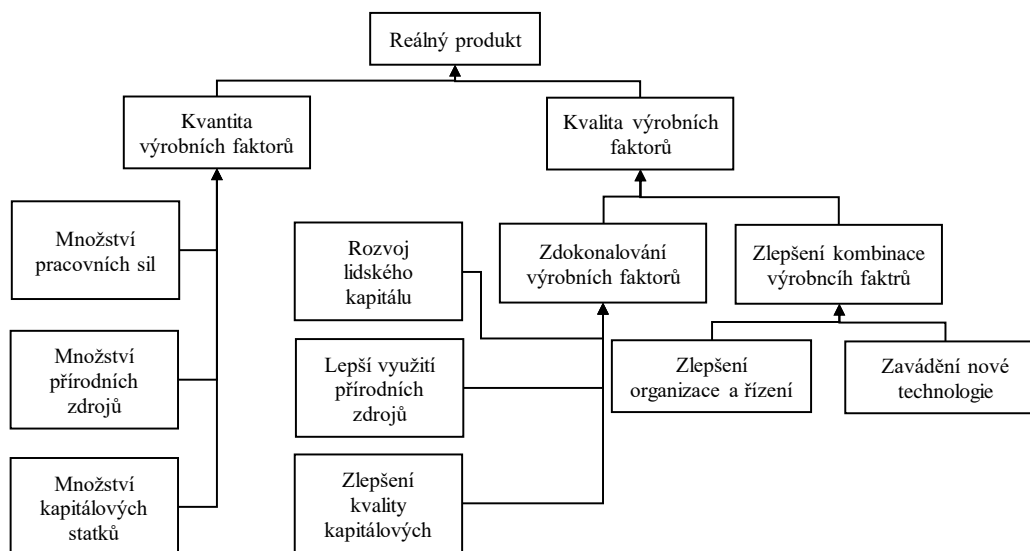 Reálný produkt
Kvantita
výrobních faktorů
Kvalita výrobních
faktorů
Množství
pracovních sil
Rozvoj
lidského
kapitálu
Zdokonalování
výrobních faktorů
Zlepšení kombinace
výrobncíh faktrů
Množství
přírodních
zdrojů
Lepší využití
přírodních
zdrojů
Zlepšení
organizace a řízení
Zavádění nové
technologie
Množství
kapitálových
statků
Zlepšení
kvality
kapitálových